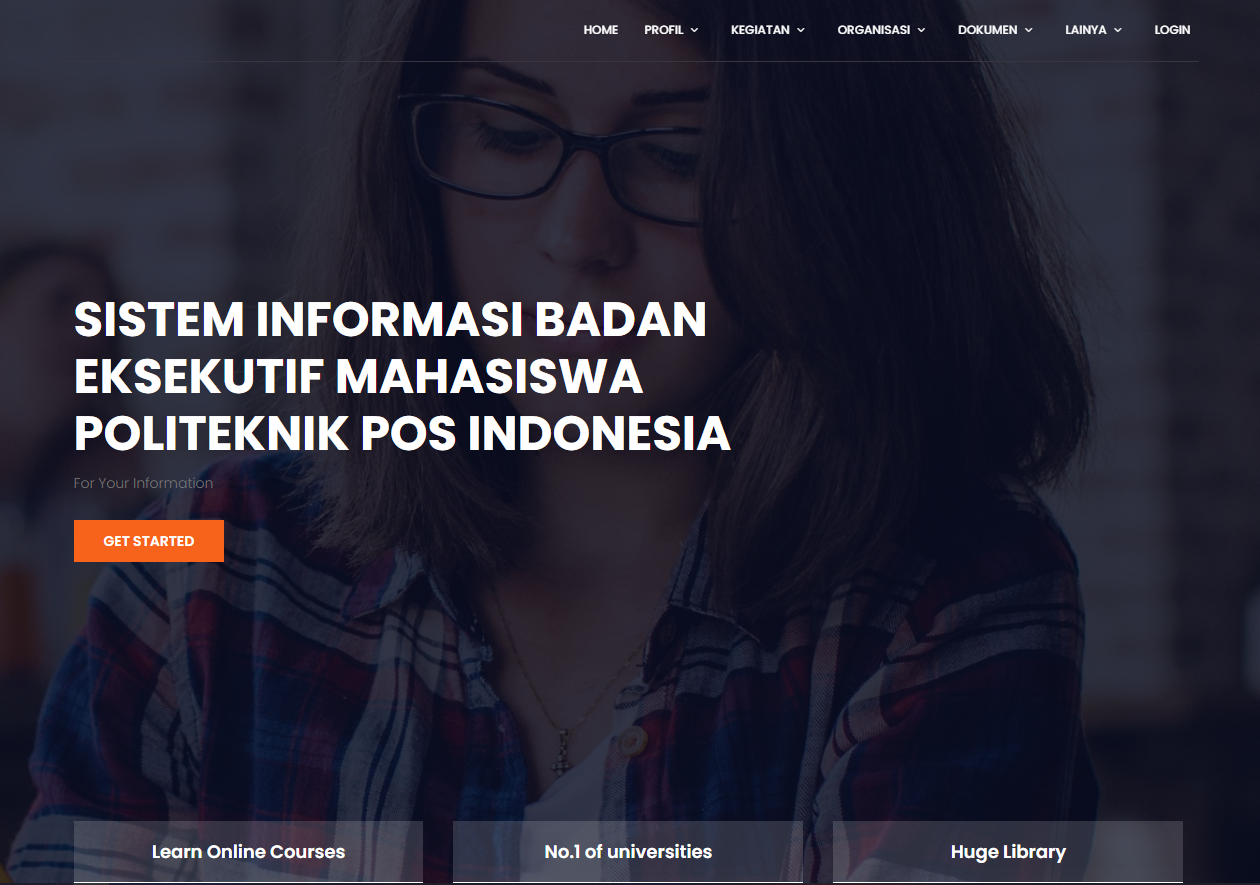 HOME PROFIL KEGIATAN ORGANISASI DOKUMEN LAINYA LOGIN
SISTEM INFORMASI BADAN
EKSEKUTIF MAHASISWA
POLITEKNIK POS INDONESIA
For Your Information
GET STARTED
Learn Online Courses No.1 of universities Huge Library